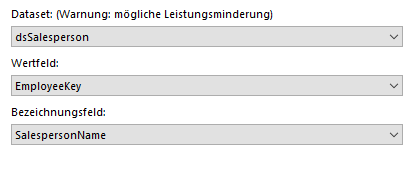 Dataset: (Warnung: mögliche Leistungsminderung)
dsSalesperson
Wertfeld:
EmployeeKey
Bezeichnungsfeld:
SalespersonName